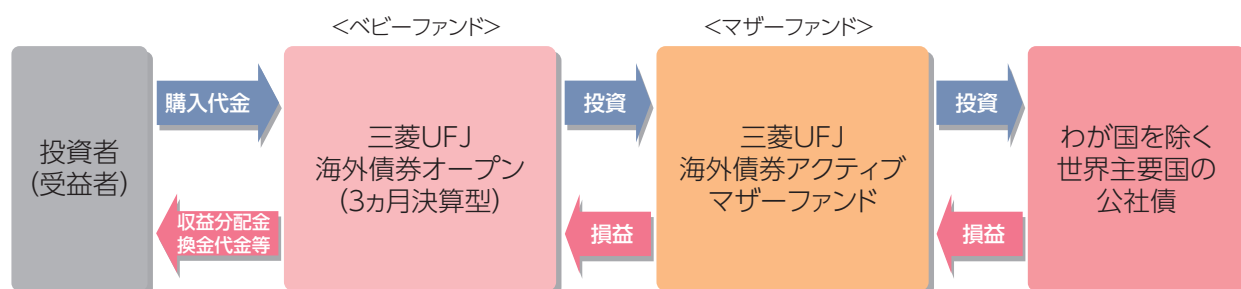 <ベビーファンド>
<マザーファンド>
投資者
(受益者)
購入代金
収益分配金
換金代金等
三菱UFJ
海外債券オープン
(3ヵ月決算型)
投資
損益
三菱UFJ
海外債券アクティブ
マザーファンド
投資
損益
わが国を除く
世界主要国の
公社債